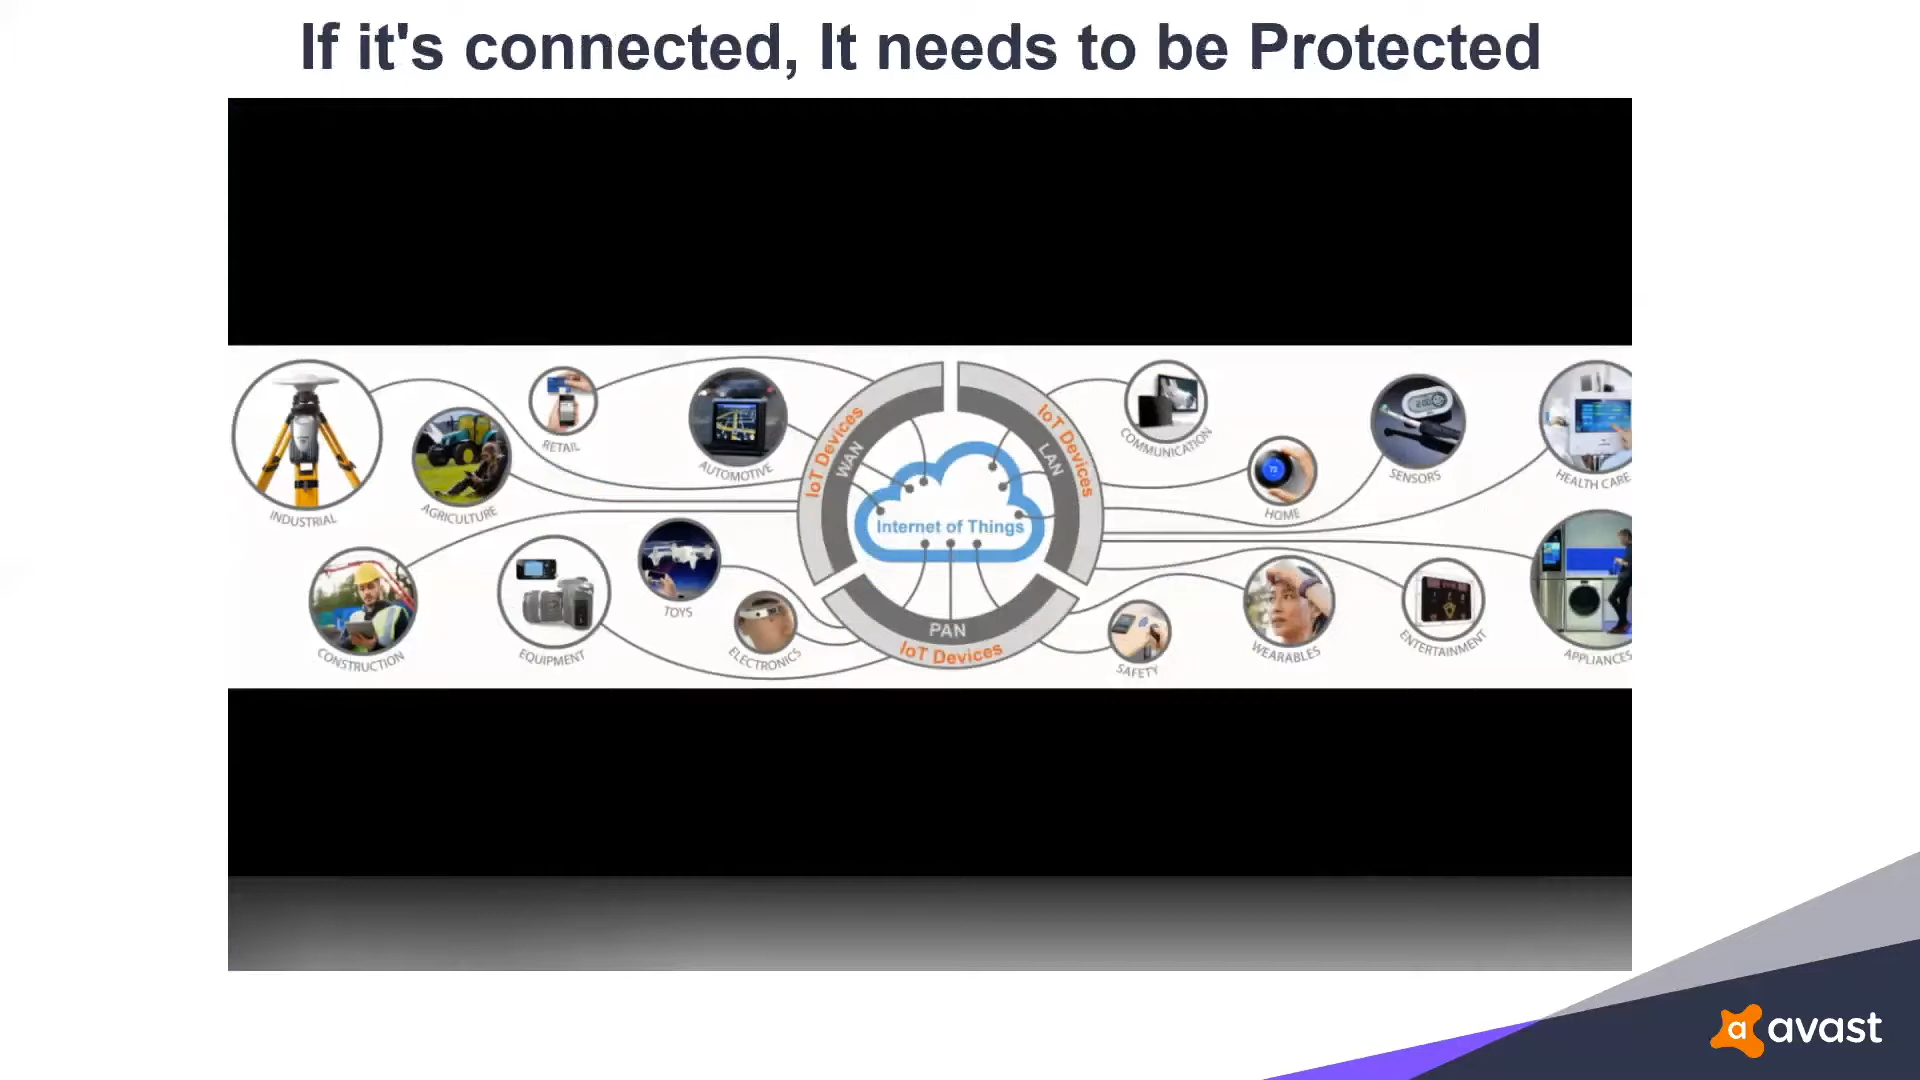 If it's connected, It needs to be Protected
INDUSTRIAL
AGRICULTURE
RETAIL
AUTOMOTIVE
CONSTRUCTION
EQUIPMENT
TOYS
ELECTRONICS
IoT Devices
WAN
IoT Devices
LAN
Internet of Things
PAN
IoT Devices
COMMUNICATION
HOME
SENSORS
HEALTH CARE
SAFETY
WEARABLES
ENTERTAINMENT
APPLIANCES
a avast